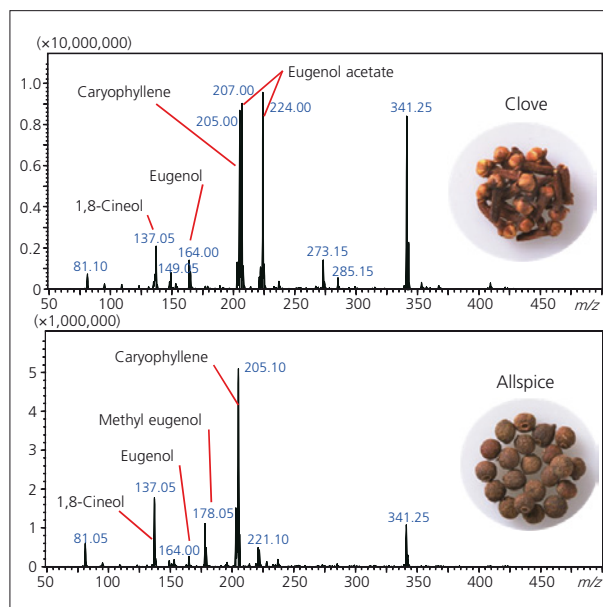 (×10,000,000)
Clove
Eugenol acetate
Caryophyllene
207.00
205.00
224.00
341.25
Eugenol
1,8-Cineol
137.05
164.00
149.05
81.10
273.15
285.15
1.0
0.8
0.6
0.4
0.2
0
50 100 150 200 250 300 350 400 450 m/z
(×1,000,000)
Allspice
Caryophyllene
205.10
Methyl eugenol
Eugenol
1,8-Cineol
137.05
178.05
164.00
81.05
221.10
341.25
5
4
3
2
1
0
50 100 150 200 250 300 350 400 450 m/z